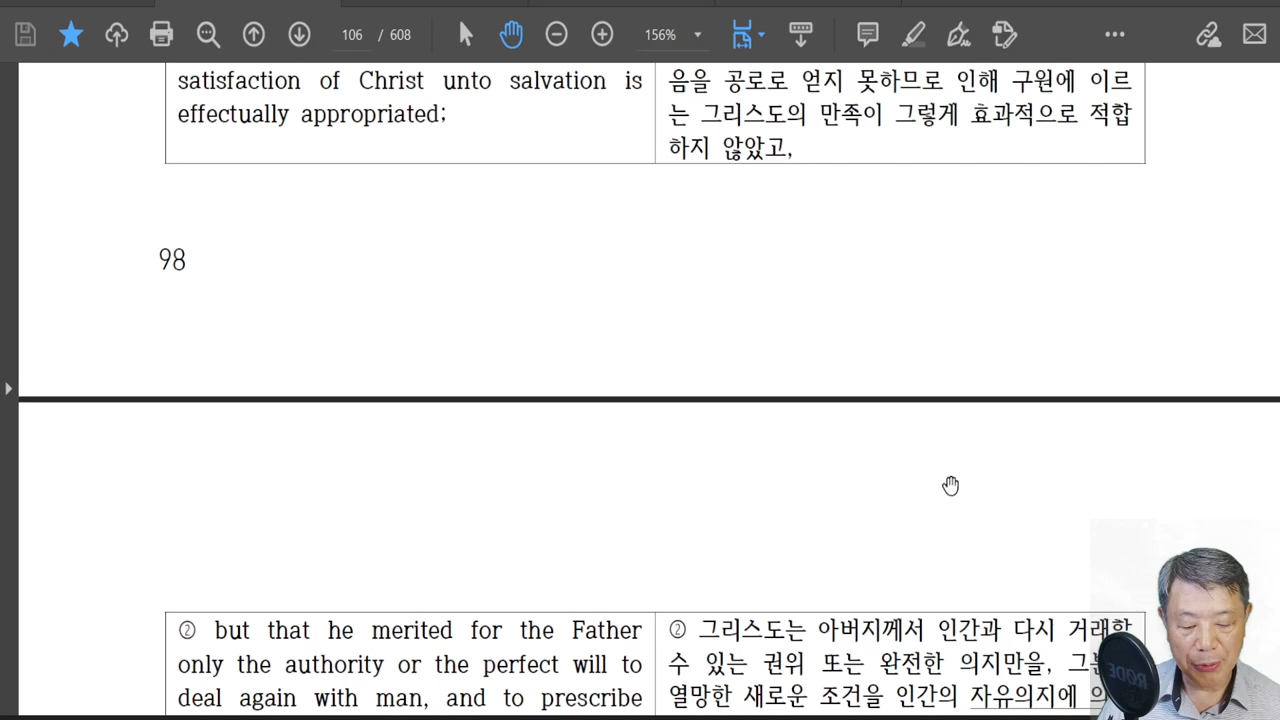 106 / 608
156%
satisfaction of Christ unto salvation is
effectually appropriated;
음을 공로로 얻지 못하므로 인해 구원에 이르
는 그리스도의 만족이 그렇게 효과적으로 적합
하지 않았고,
98
② but that he merited for the Father
only the authority or the perfect will to
deal again with man, and to prescribe
② 그리스도는 아버지께서 인간과 다시 거래할
수 있는 권위 또는 완전한 의지만을,
열망한 새로운 조건을 인간의 자유의지에
RODE